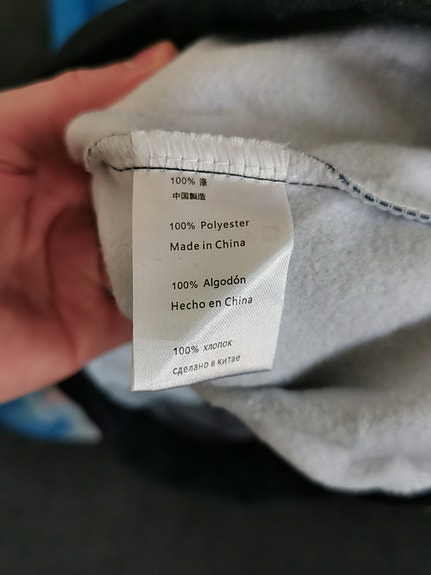 100% 涤
中国製造
100% Polyester
Made in China
100% Algodón
Hecho en China
100% хлопок
сделано в Китае